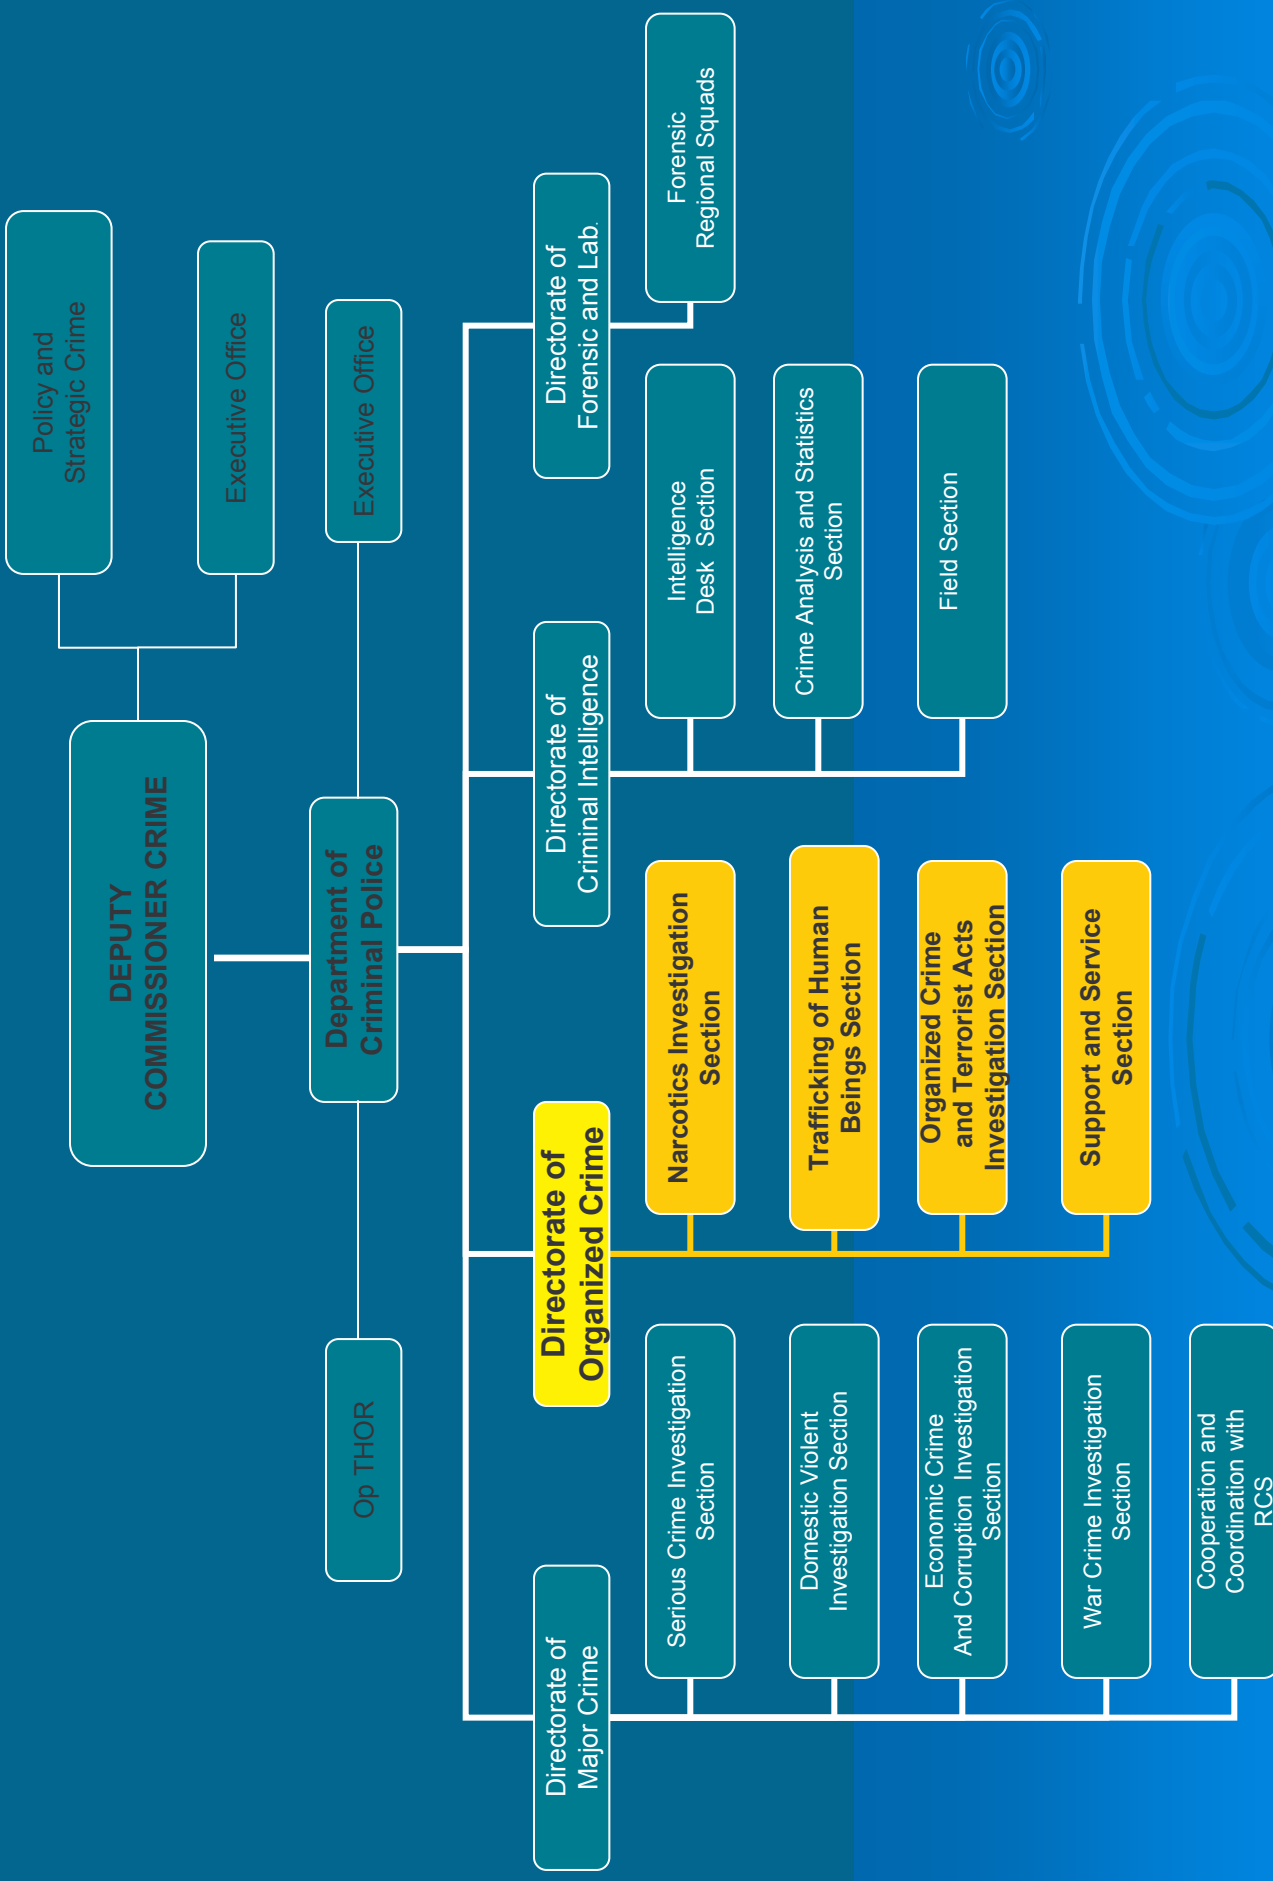 DEPUTY
COMMISSIONER CRIME
Policy and
Strategic Crime
Executive Office
Department of
Criminal Police
Op THOR
Executive Office
Directorate of
Major Crime
Directorate of
Organized Crime
Directorate of
Criminal Intelligence
Directorate of
Forensic and Lab.
Serious Crime Investigation
Section
Domestic Violent
Investigation Section
Economic Crime
And Corruption Investigation
Section
War Crime Investigation
Section
Cooperation and
Coordination with
RCS
Narcotics Investigation
Section
Trafficking of Human
Beings Section
Organized Crime
and Terrorist Acts
Investigation Section
Support and Service
Section
Intelligence
Desk Section
Crime Analysis and Statistics
Section
Field Section
Forensic
Regional Squads